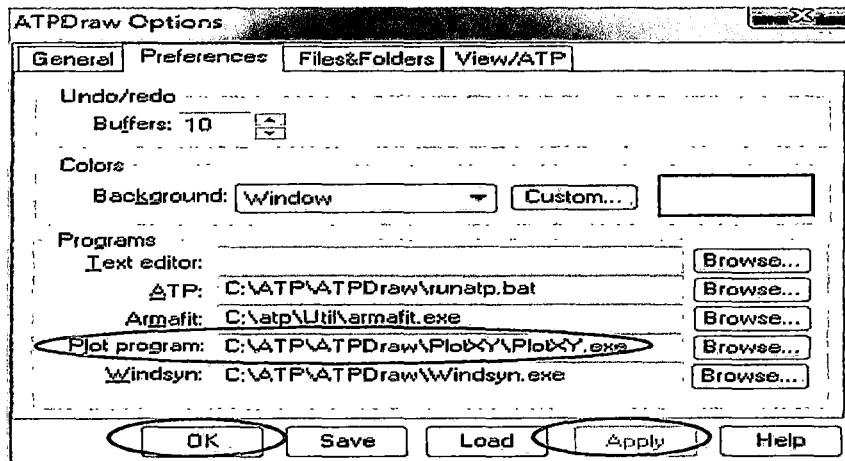 ATPDraw Options
General Preferences Files&Folders View/ATP
Undo/redo
Buffers: 10
Colors
Background: Window Custom...
Programs
Text editor: Browse...
ATP: C:\ATP\ATPDraw\runatp.bat Browse...
Armafit: C:\atp\Util\armafit.exe Browse...
Plot program: C:\ATP\ATPDraw\PlotXY\PlotXY.exe Browse...
Windsyn: C:\ATP\ATPDraw\Windsyn.exe Browse...
OK Save Load Apply Help